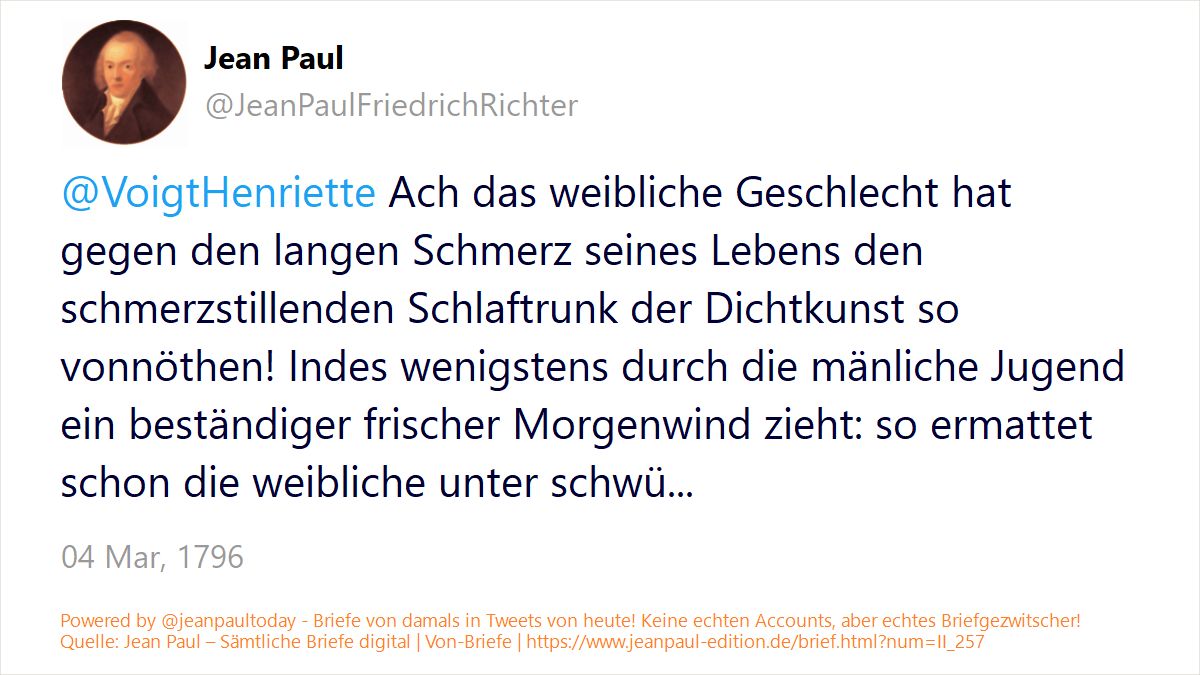 Jean Paul
@JeanPaulFriedrichRichter
@VoigtHenriette Ach das weibliche Geschlecht hat
gegen den langen Schmerz seines Lebens den
schmerzstillenden Schlaftrunk der Dichtkunst so
vonnöthen! Indes wenigstens durch die mänliche Jugend
ein beständiger frischer Morgenwind zieht: so ermattet
schon die weibliche unter schwü...
04 Mar, 1796
Powered by @jeanpaultoday - Briefe von damals in Tweets von heute! Keine echten Accounts, aber echtes Briefgezwitscher!
Quelle: Jean Paul – Sämtliche Briefe digital | Von-Briefe | https://www.jeanpaul-edition.de/brief.html?num=II_257